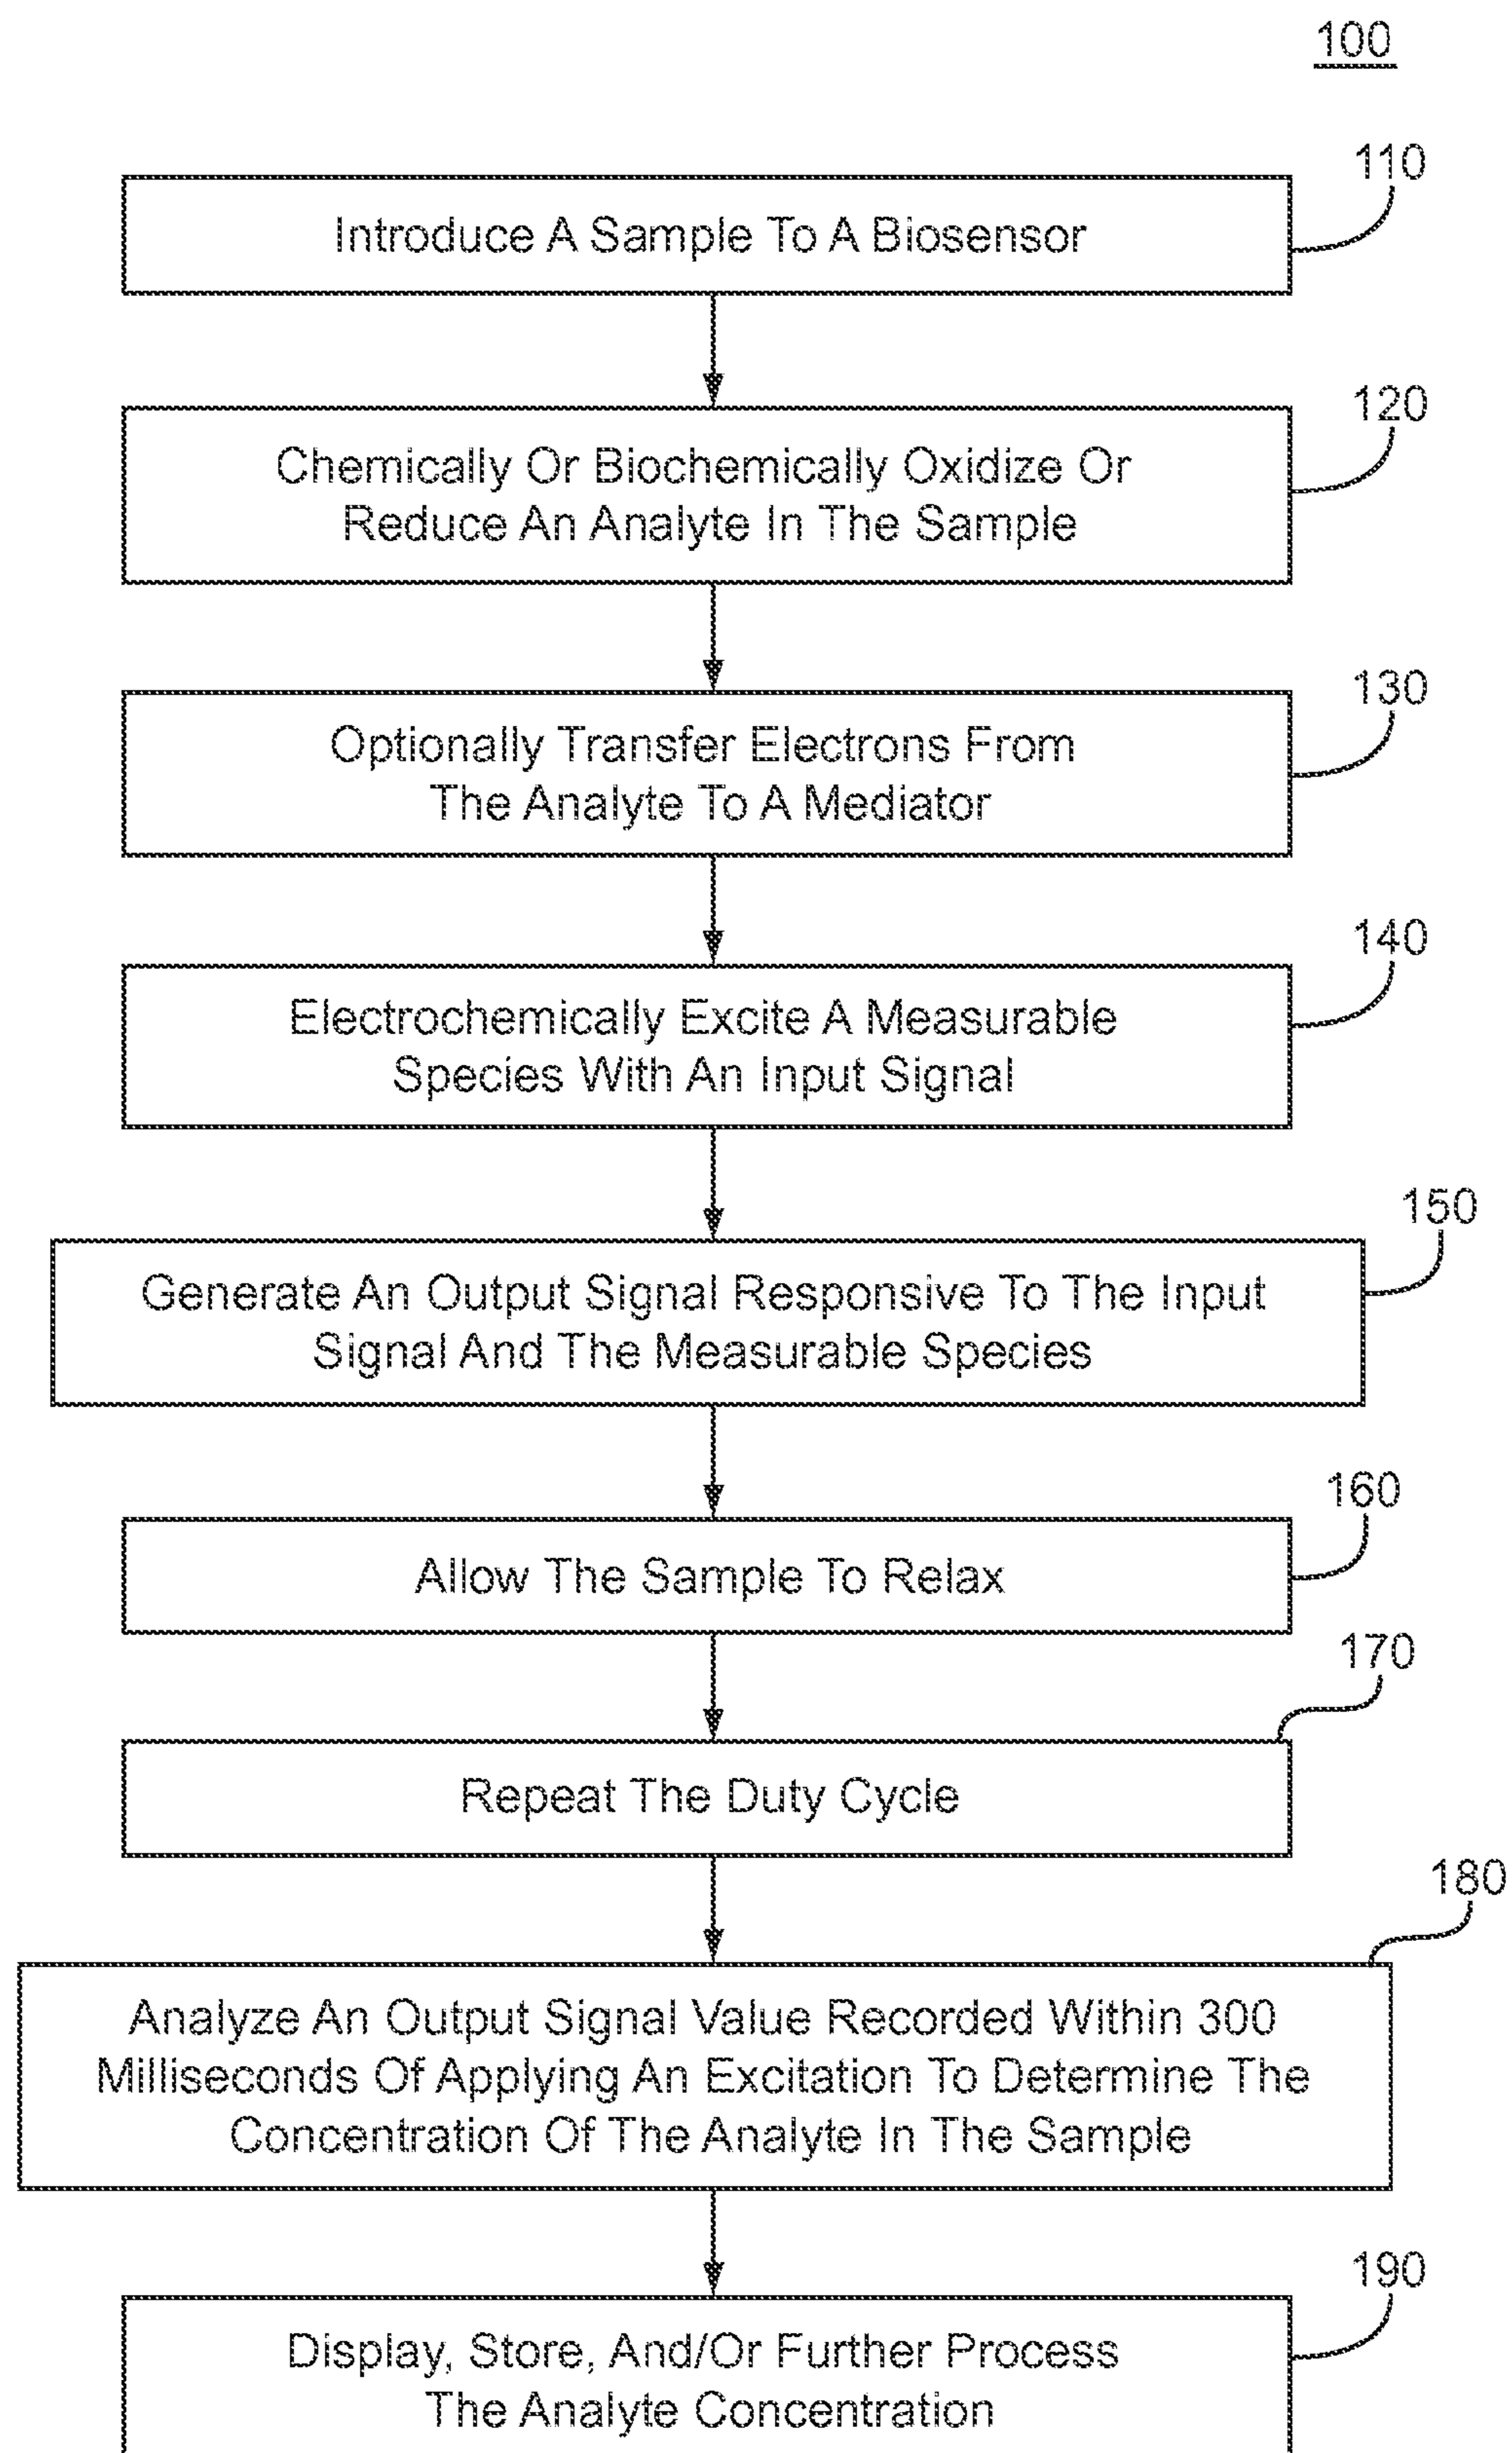 100
110
Introduce A Sample To A Biosensor
120
Chemically Or Biochemically Oxidize Or
Reduce An Analyte In The Sample
130
Optionally Transfer Electrons From
The Analyte To A Mediator
140
Electrochemically Excite A Measurable
Species With An Input Signal
150
Generate An Output Signal Responsive To The Input
Signal And The Measurable Species
160
Allow The Sample To Relax
170
Repeat The Duty Cycle
180
Analyze An Output Signal Value Recorded Within 300
Milliseconds Of Applying An Excitation To Determine The
Concentration Of The Analyte In The Sample
190
Display, Store, And/Or Further Process
The Analyte Concentration